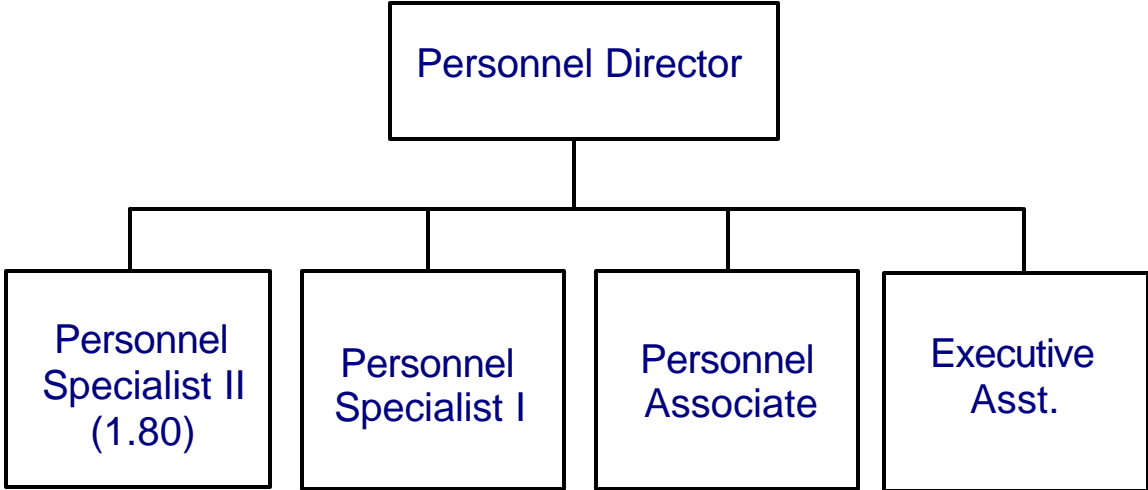 Personnel Director
Personnel
Specialist II
(1.80)
Personnel
Specialist I
Personnel
Associate
Executive
Asst.